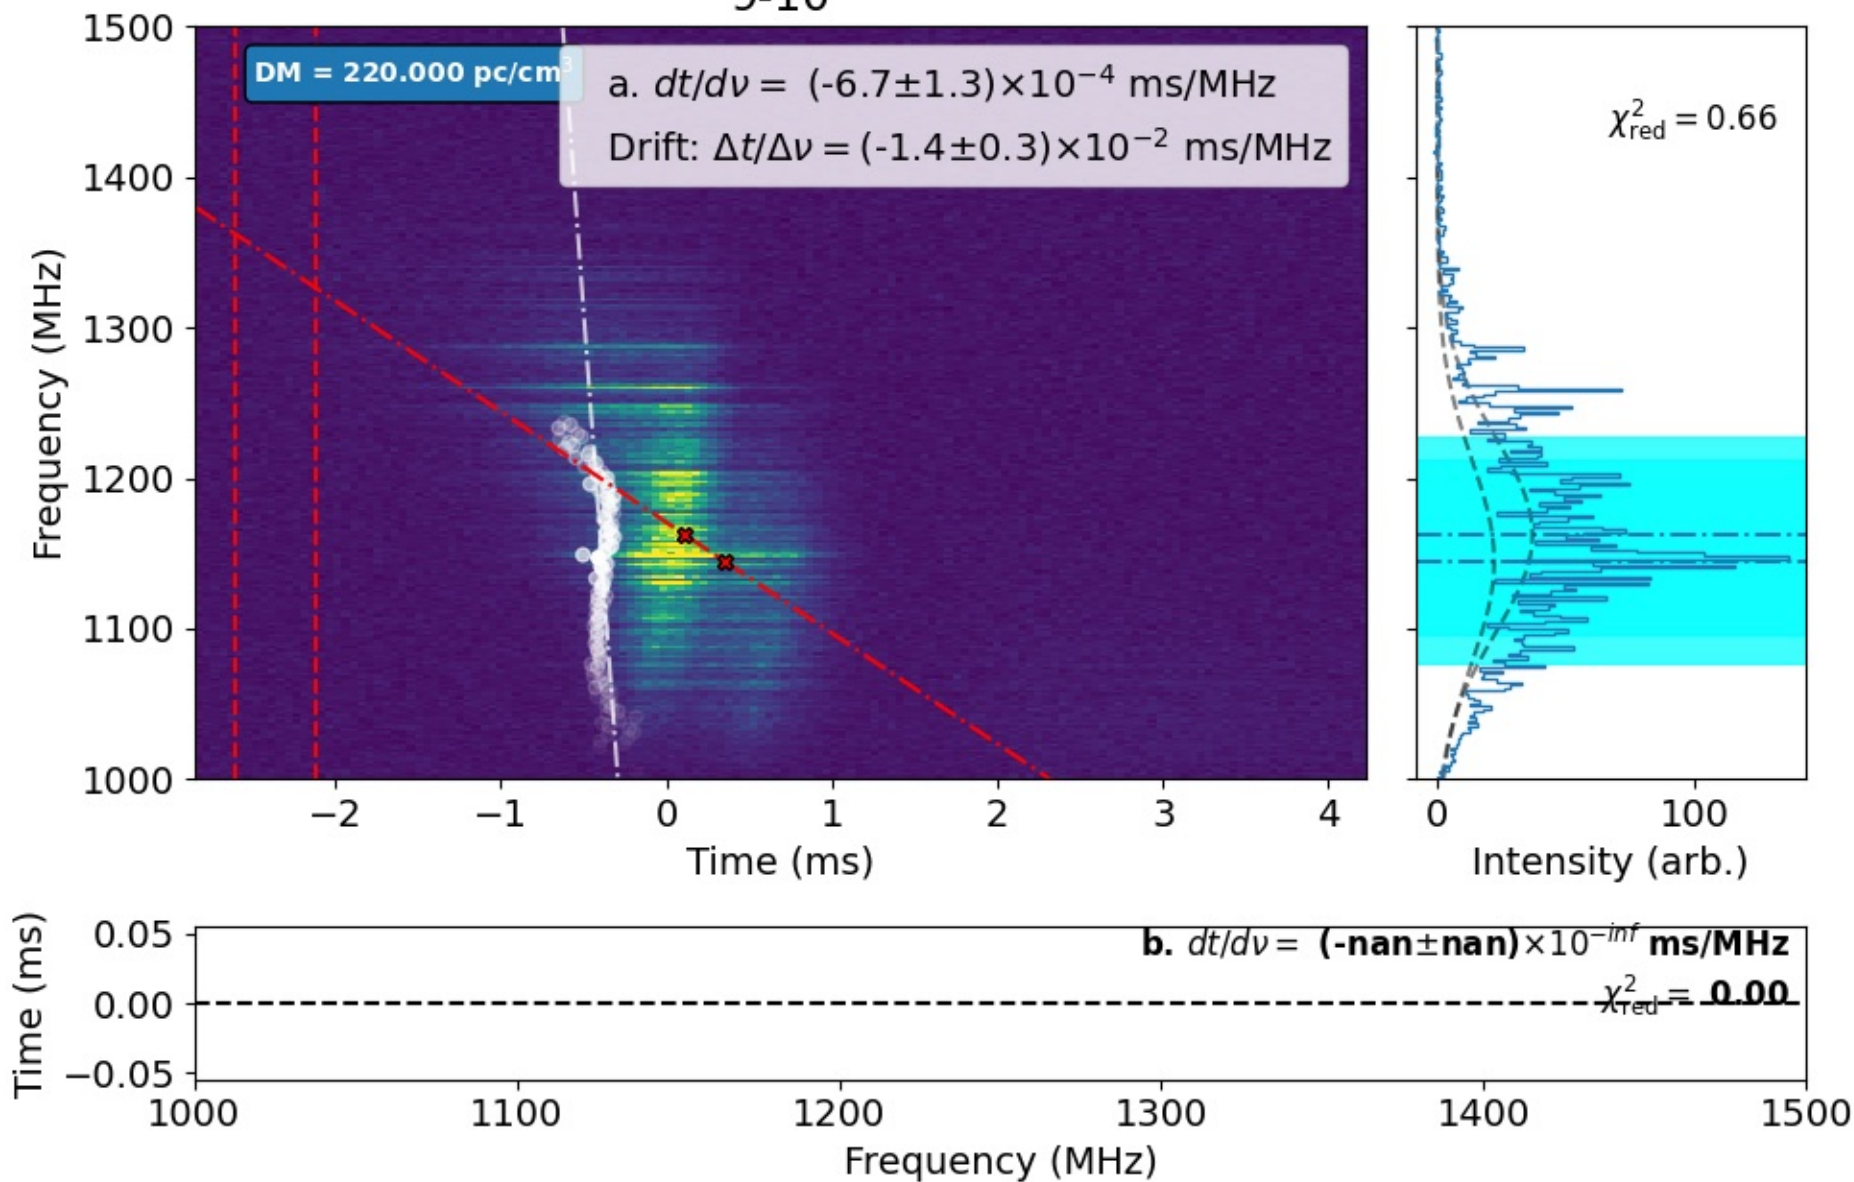 DM = 220.000 pc/cm³
a. dt/dν = (-6.7±1.3)×10⁻⁴ ms/MHz
Drift: Δt/Δν = (-1.4±0.3)×10⁻² ms/MHz
χ²red = 0.66
1500
1400
1300
1200
1100
1000
Frequency (MHz)
−2 −1 0 1 2 3 4
Time (ms)
0 100
Intensity (arb.)
b. dt/dν = (-nan±nan)×10⁻ⁱⁿᶠ ms/MHz
χ²red = 0.00
0.05
0.00
−0.05
Time (ms)
1000 1100 1200 1300 1400 1500
Frequency (MHz)